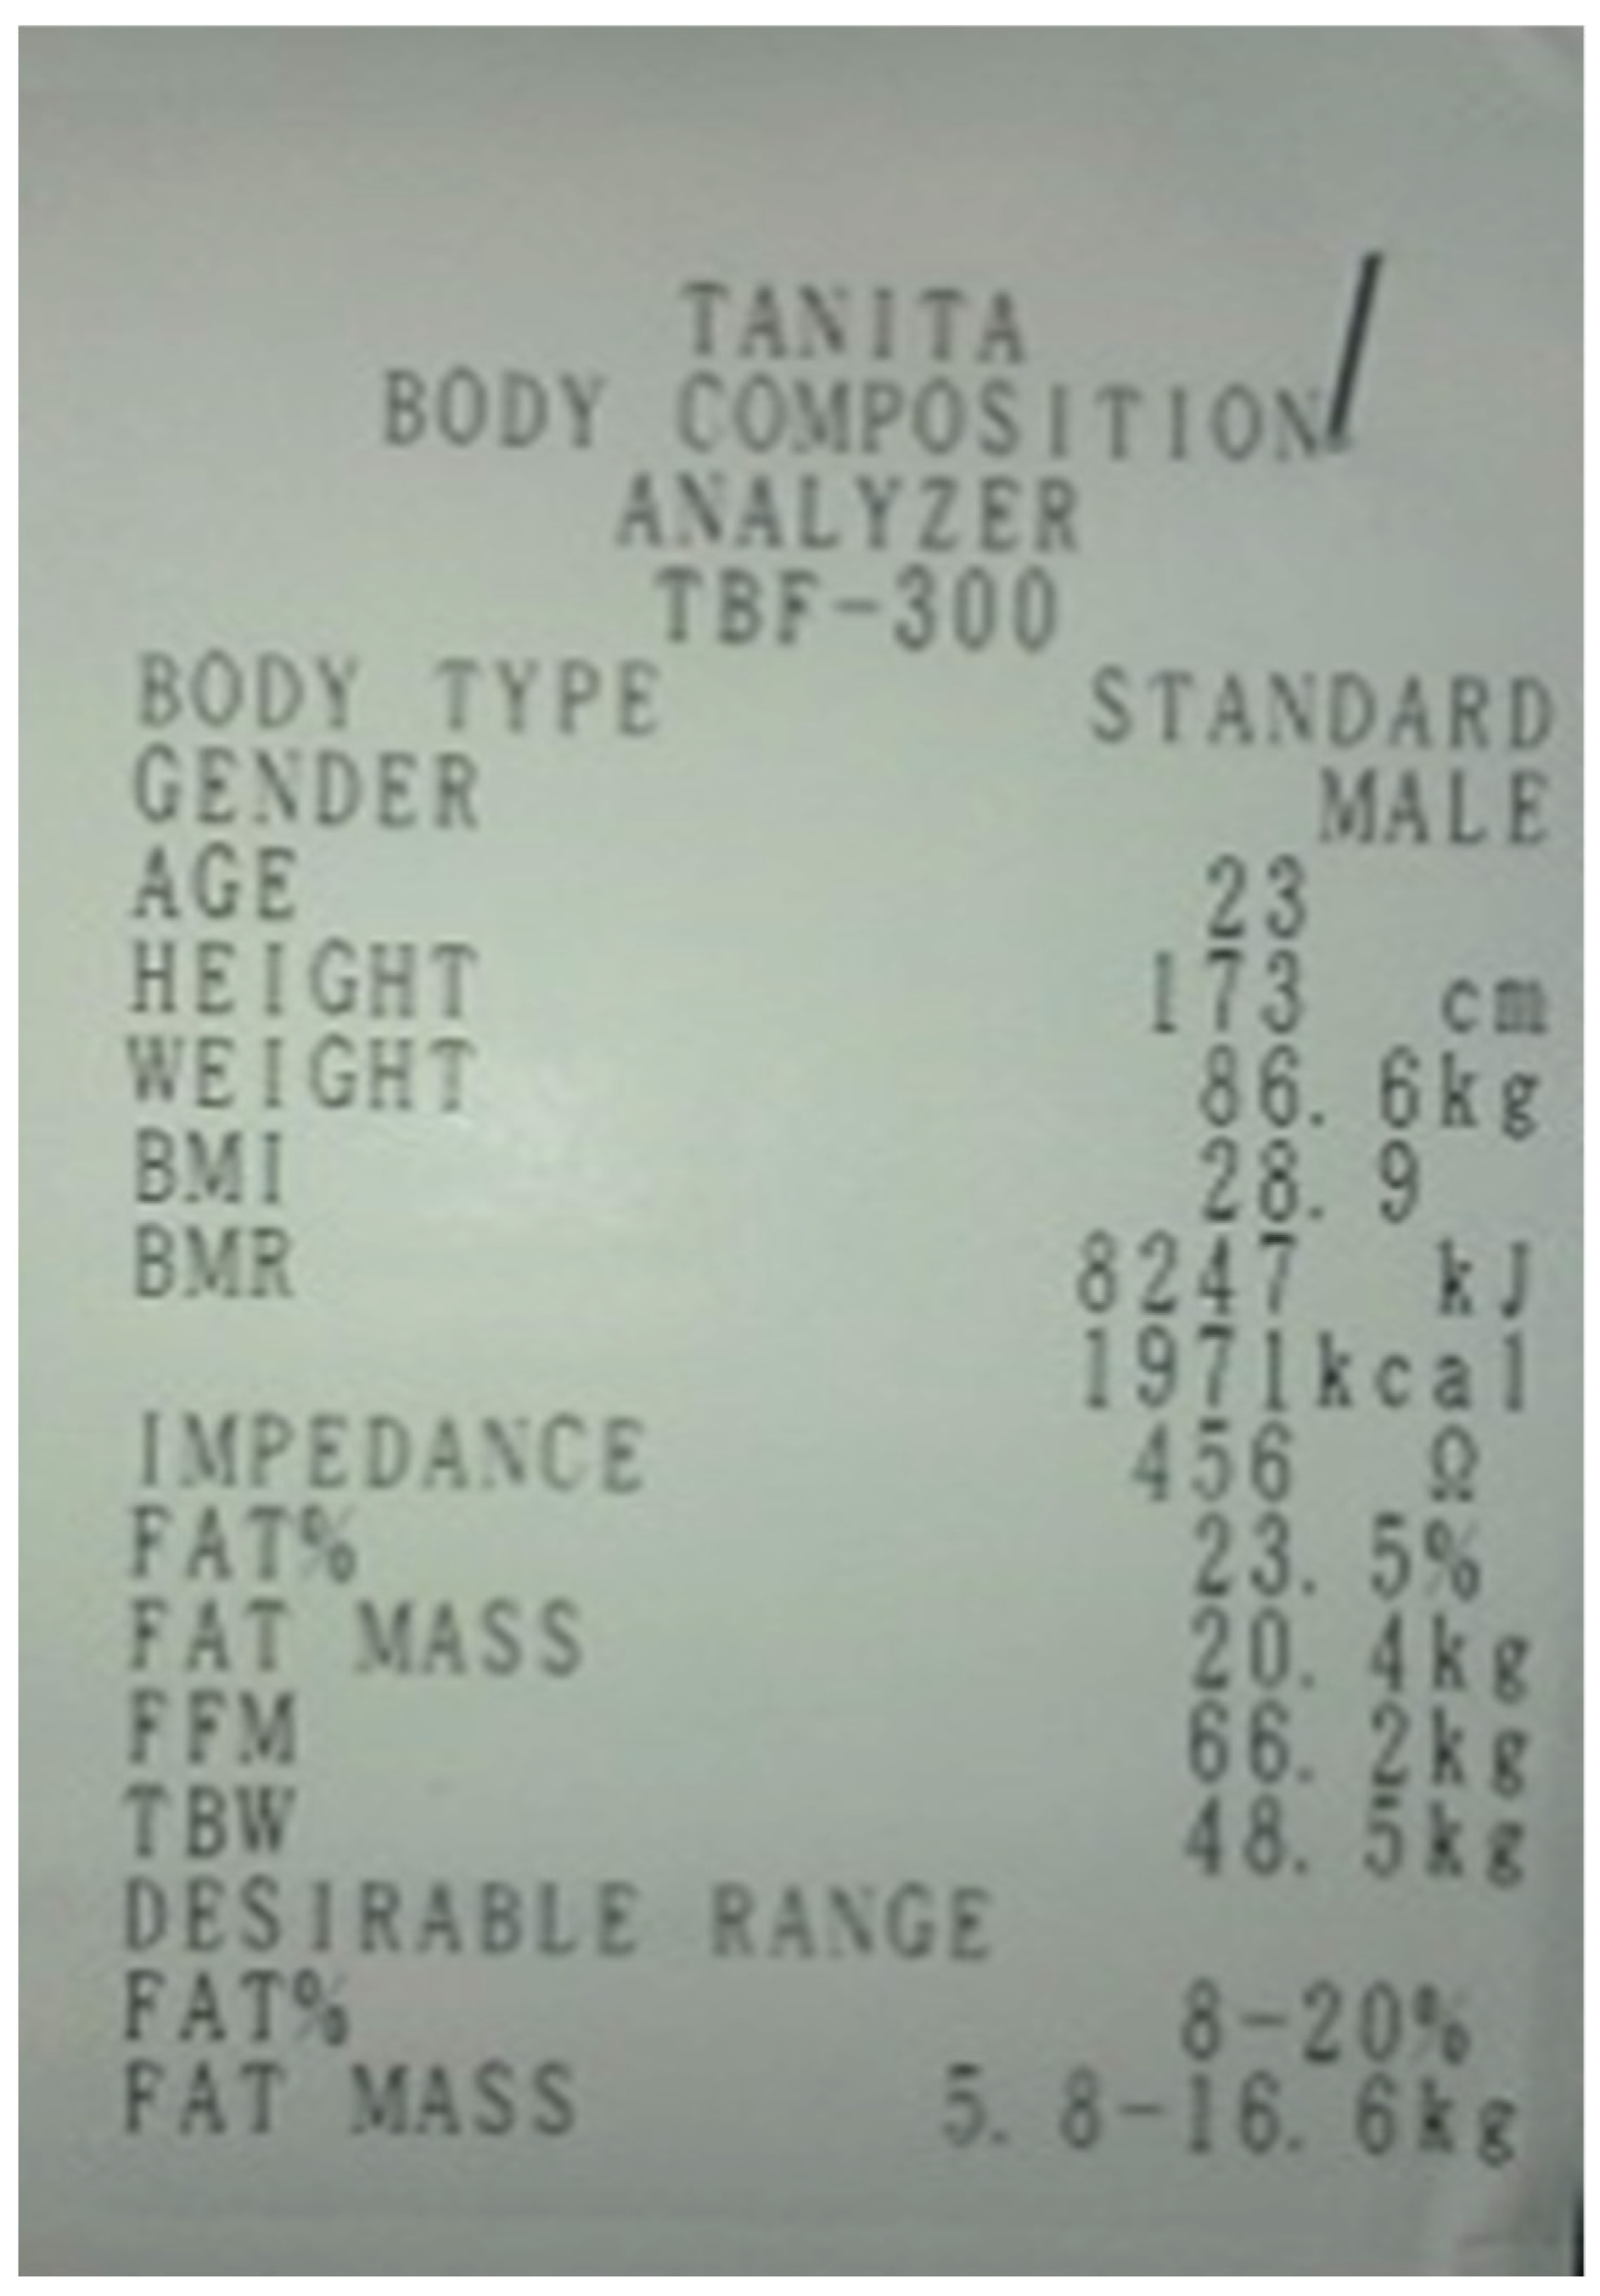 TANITA
BODY COMPOSITION
ANALYZER
TBF-300
BODY TYPE STANDARD
GENDER MALE
AGE 23
HEIGHT 173 cm
WEIGHT 86.6kg
BMI 28.9
BMR 8247 kJ
1971kcal
IMPEDANCE 456 Ω
FAT% 23.5%
FAT MASS 20.4kg
FFM 66.2kg
TBW 48.5kg
DESIRABLE RANGE
FAT% 8-20%
FAT MASS 5.8-16.6kg